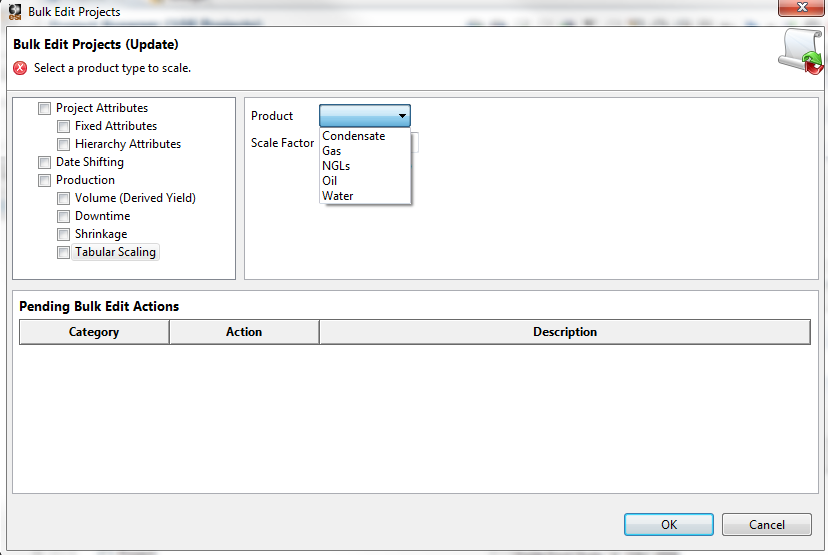 Bulk Edit Projects
Bulk Edit Projects (Update)
Select a product type to scale.
Project Attributes
Fixed Attributes
Hierarchy Attributes
Date Shifting
Production
Volume (Derived Yield)
Downtime
Shrinkage
Tabular Scaling
Product
Scale Factor
Condensate
Gas
NGLs
Oil
Water
Pending Bulk Edit Actions
Category Action Description
OK Cancel